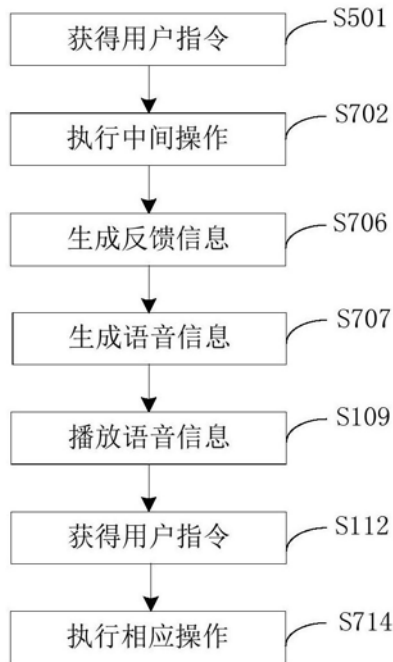 获得用户指令 S501
执行中间操作 S702
生成反馈信息 S706
生成语音信息 S707
播放语音信息 S109
获得用户指令 S112
执行相应操作 S714